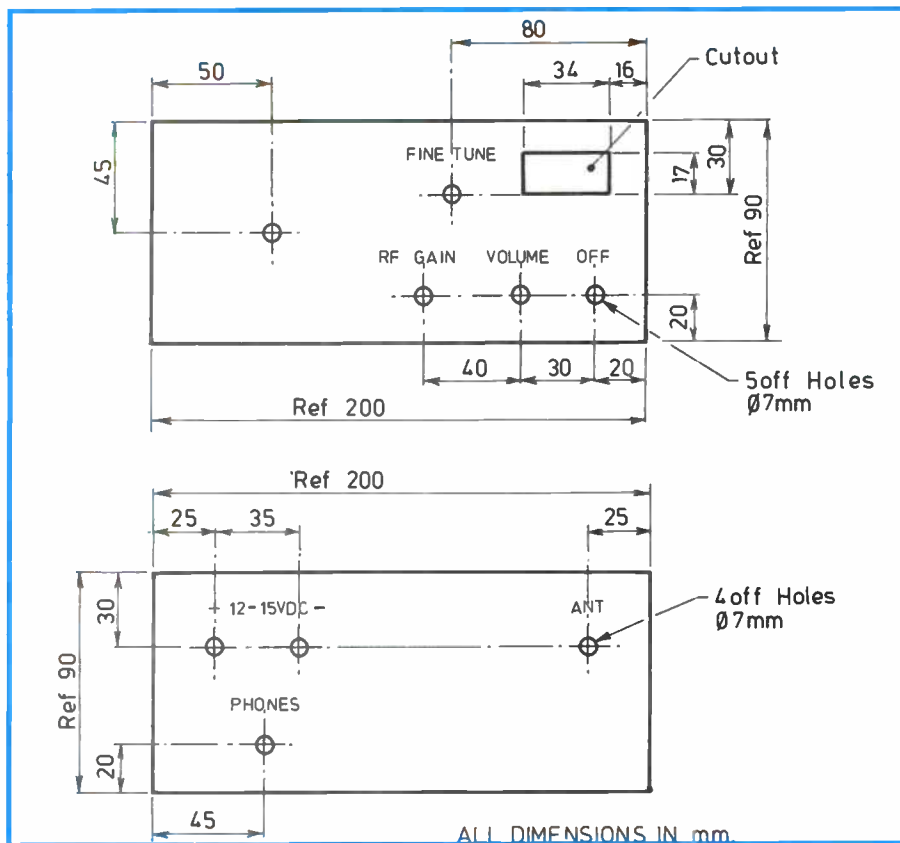 80
50
34
16
Cutout
45
FINE TUNE
17
30
Ref 90
RF GAIN
VOLUME
OFF
20
40
30
20
5off Holes
Ø7mm
Ref 200
'Ref 200
25
35
25
30
+ 12-15VDC -
ANT
4off Holes
Ø7mm
Ref 90
PHONES
20
45
ALL DIMENSIONS IN mm.